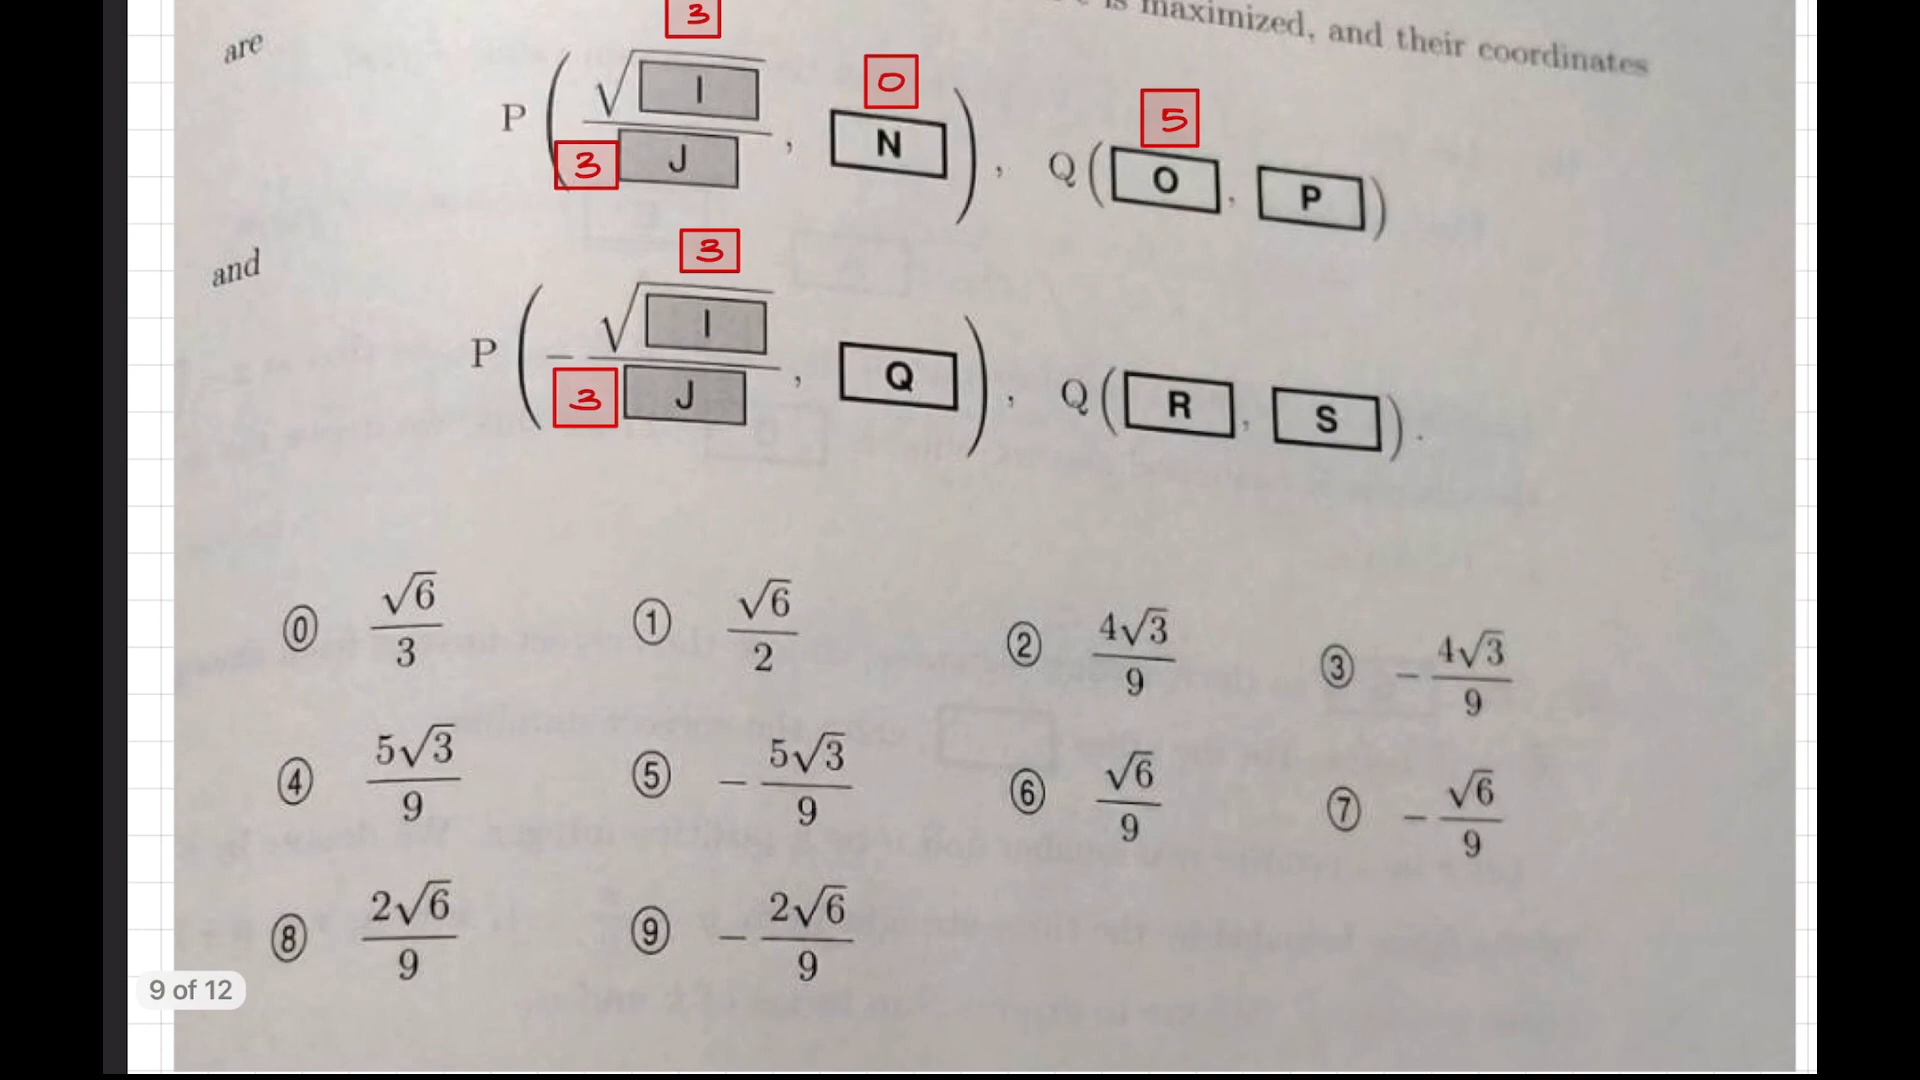 3
is maximized, and their coordinates
are
P ( √I / 3 J , N 0 ) , Q ( O 5 , P )
and
3
P ( − √I / 3 J , Q ) , Q ( R , S ) .
⓪ √6/3 ① √6/2 ② 4√3/9 ③ −4√3/9
④ 5√3/9 ⑤ −5√3/9 ⑥ √6/9 ⑦ −√6/9
⑧ 2√6/9 ⑨ −2√6/9
9 of 12